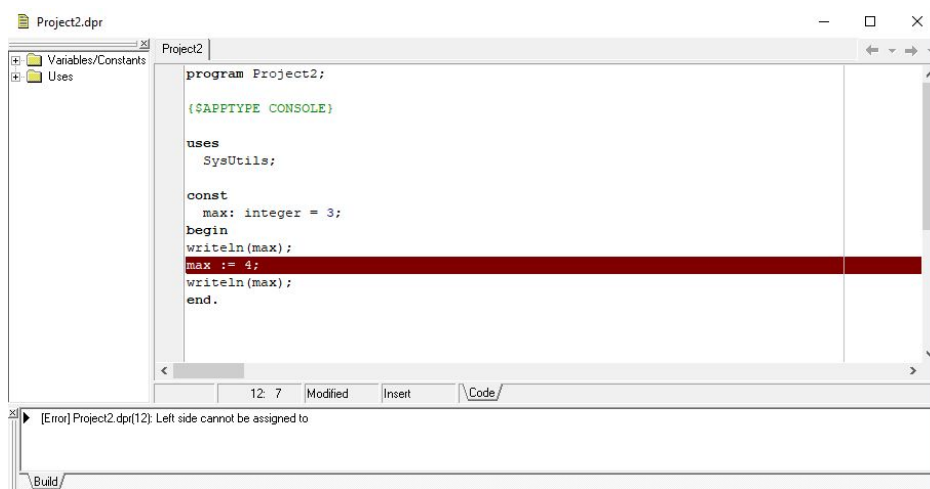 Project2.dpr
Variables/Constants
Uses
Project2
program Project2;
{$APPTYPE CONSOLE}
uses
SysUtils;
const
max: integer = 3;
begin
writeln(max);
max := 4;
writeln(max);
end.
12: 7 Modified Insert Code
[Error] Project2.dpr(12): Left side cannot be assigned to
Build